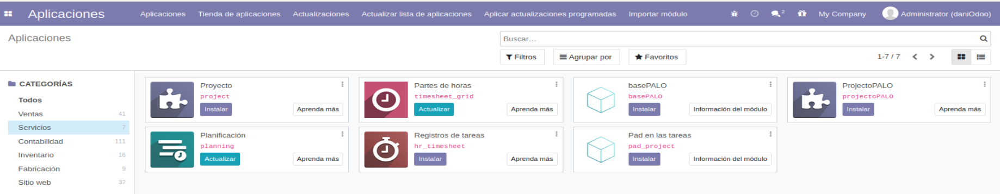 Aplicaciones Aplicaciones Tienda de aplicaciones Actualizaciones Actualizar lista de aplicaciones Aplicar actualizaciones programadas Importar módulo 2 My Company Administrator (daniOdoo)
Aplicaciones
Buscar...
Filtros Agrupar por Favoritos 1-7 / 7
CATEGORÍAS
Todos
Ventas 41
Servicios 7
Contabilidad 111
Inventario 16
Fabricación 9
Sitio web 32
Proyecto
project
Instalar Aprenda más
Partes de horas
timesheet_grid
Actualizar Aprenda más
basePALO
basePALO
Instalar Información del módulo
ProjectoPALO
projectoPALO
Instalar Aprenda más
Planificación
planning
Actualizar Aprenda más
Registros de tareas
hr_timesheet
Instalar Aprenda más
Pad en las tareas
pad_project
Instalar Información del módulo